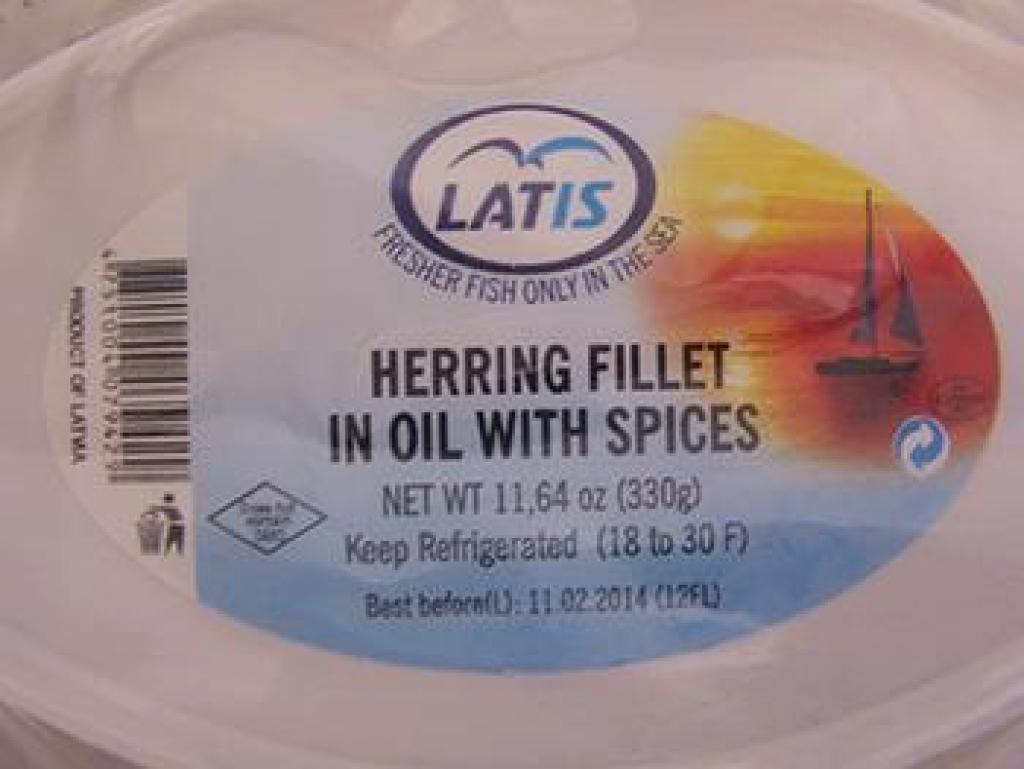 LATIS
FRESHER FISH ONLY IN THE SEA
HERRING FILLET
IN OIL WITH SPICES
NET WT 11,64 oz (330g)
Keep Refrigerated (18 to 30 F)
Best before(L): 11.02.2014 (12FL)
PRODUCT OF LATVIA